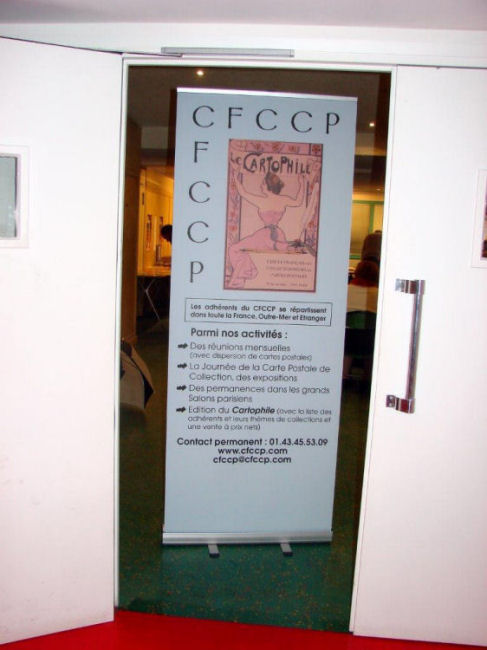 CFCCP
FCCP
LE CARTOPHILE
Les adhérents du CFCCP se répartissent
dans toute la France, Outre-Mer et Etranger
Parmi nos activités :
Des réunions mensuelles
(avec dispersion de cartes postales)
La Journée de la Carte Postale de
Collection, des expositions
Des permanences dans les grands
Salons parisiens
Edition du Cartophile (avec la liste des
adhérents et leurs thèmes de collections et
une vente à prix nets)
Contact permanent : 01.43.45.53.09
www.cfccp.com
cfccp@cfccp.com